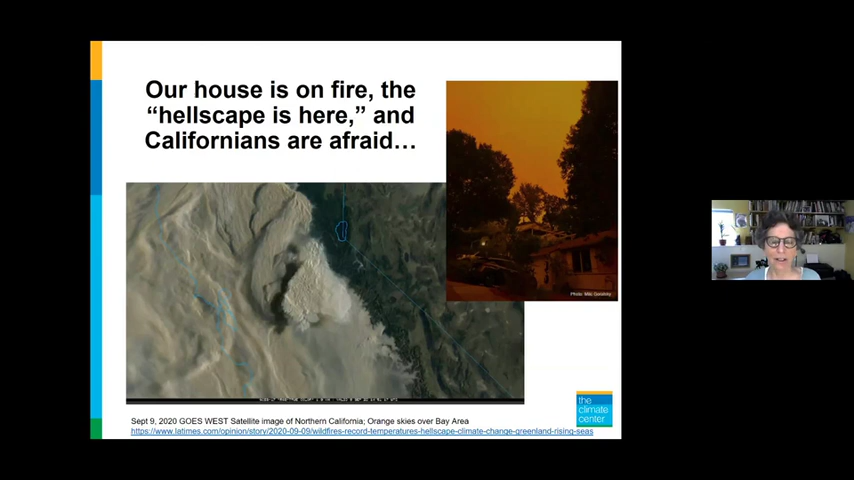 Our house is on fire, the
“hellscape is here,” and
Californians are afraid…
Photo: Milo Gorobsky
the
climate
center
Sept 9, 2020 GOES WEST Satellite image of Northern California; Orange skies over Bay Area
https://www.latimes.com/opinion/story/2020-09-09/wildfires-record-temperatures-hellscape-climate-change-greenland-rising-seas